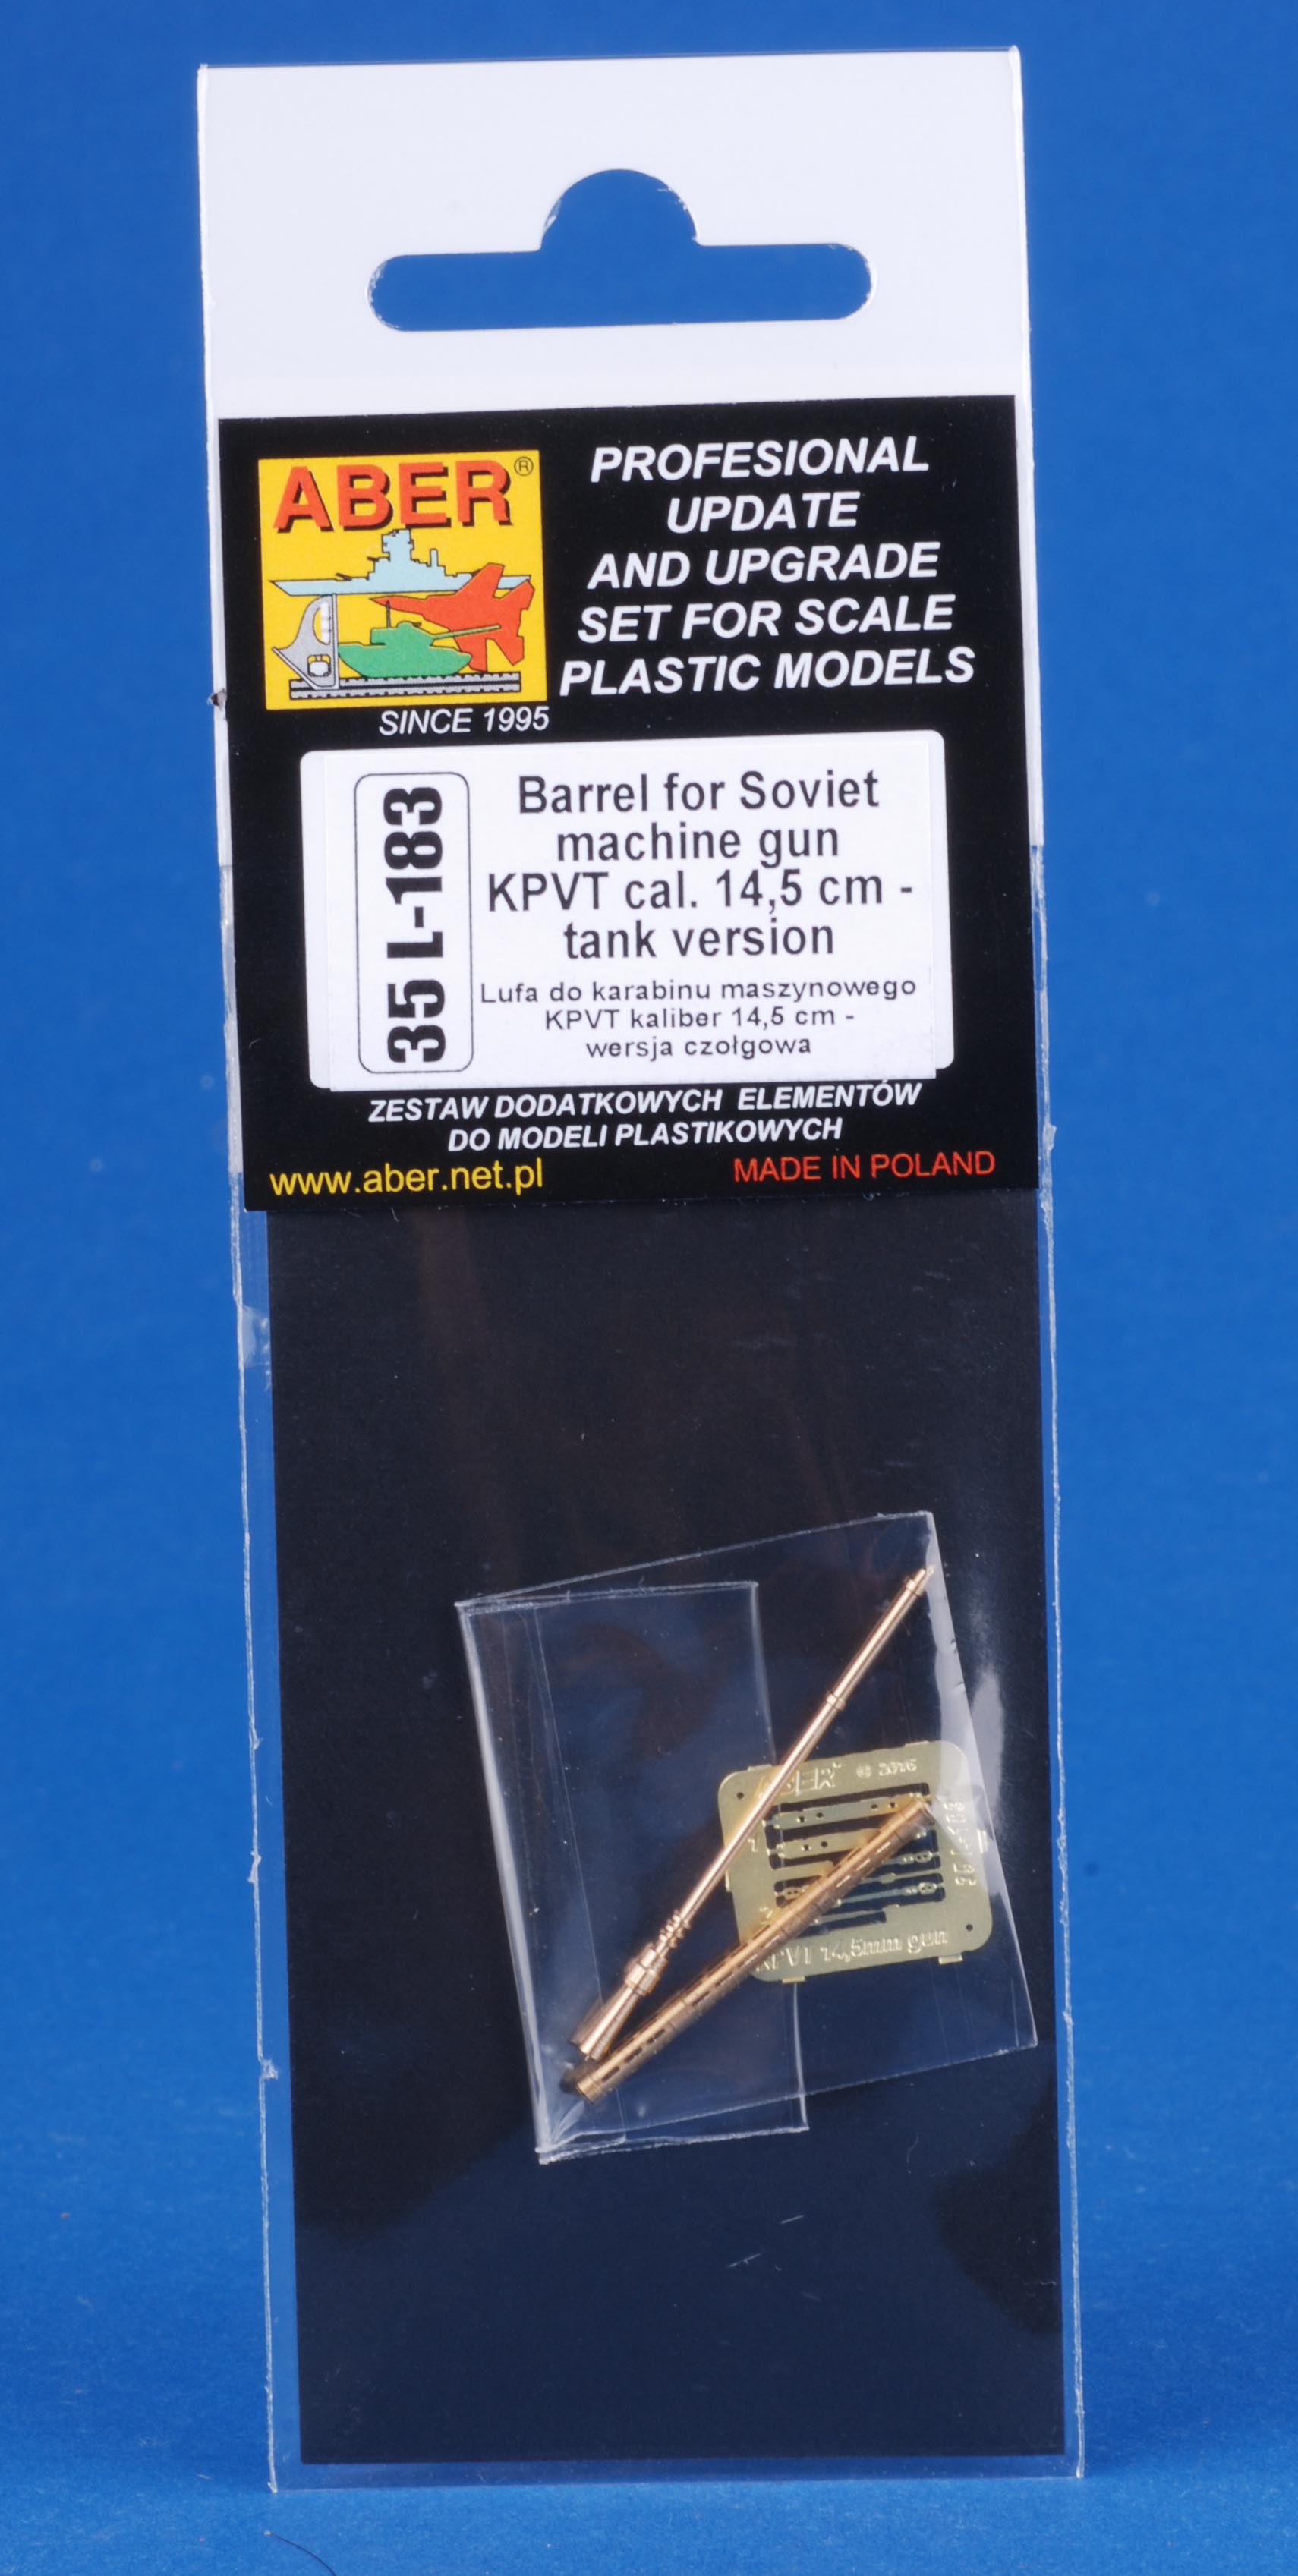 ABER®
SINCE 1995
PROFESIONAL
UPDATE
AND UPGRADE
SET FOR SCALE
PLASTIC MODELS
35 L-183
Barrel for Soviet
machine gun
KPVT cal. 14,5 cm -
tank version
Lufa do karabinu maszynowego
KPVT kaliber 14,5 cm -
wersja czołgowa
ZESTAW DODATKOWYCH ELEMENTÓW
DO MODELI PLASTIKOWYCH
www.aber.net.pl
MADE IN POLAND
ABER ©
35 L-183
KPVT 14,5mm gun